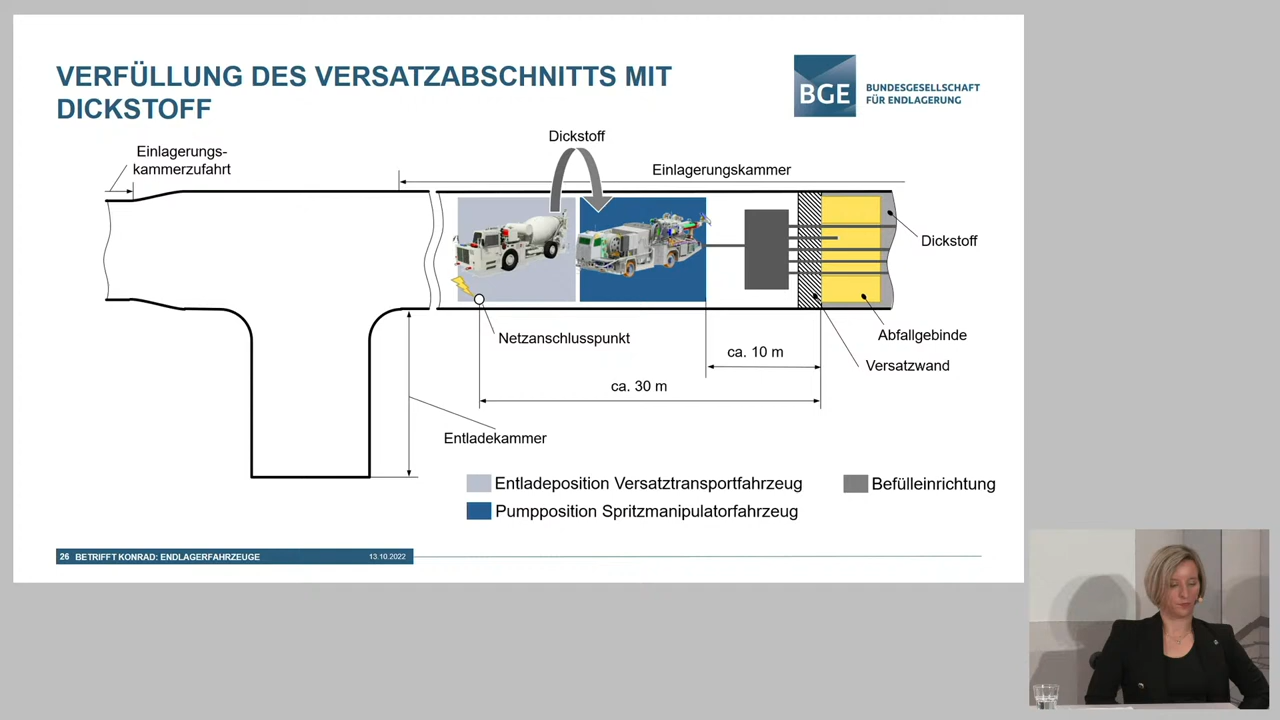 VERFÜLLUNG DES VERSATZABSCHNITTS MIT
DICKSTOFF
BGE
BUNDESGESELLSCHAFT
FÜR ENDLAGERUNG
Einlagerungs-
kammerzufahrt
Dickstoff
Einlagerungskammer
Dickstoff
Netzanschlusspunkt
Abfallgebinde
ca. 10 m
Versatzwand
ca. 30 m
Entladekammer
Entladeposition Versatztransportfahrzeug
Befülleinrichtung
Pumpposition Spritzmanipulatorfahrzeug
26 BETRIFFT KONRAD: ENDLAGERFAHRZEUGE 13.10.2022